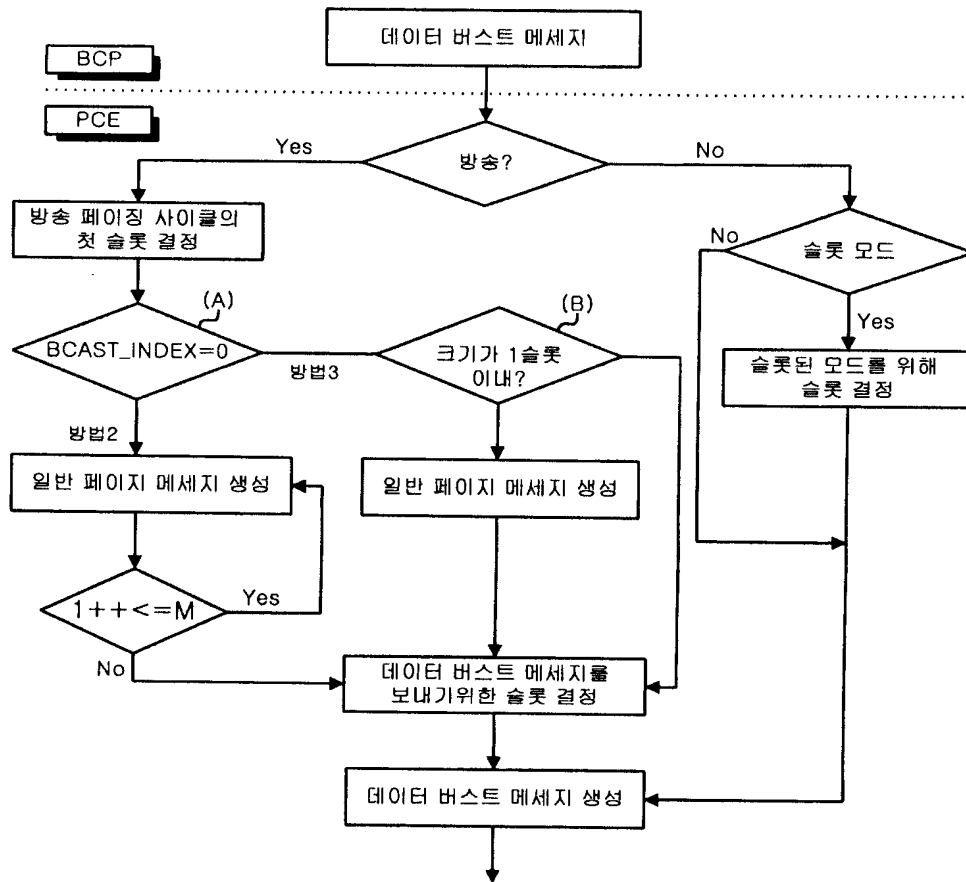 데이터 버스트 메세지
BCP
PCE
Yes
방송?
No
방송 페이징 사이클의
첫 슬롯 결정
No
슬롯 모드
(A)
(B)
Yes
BCAST_INDEX=0
방법3
크기가 1슬롯
이내?
슬롯된 모드를 위해
슬롯 결정
방법2
일반 페이지 메세지 생성
일반 페이지 메세지 생성
1++<=M
Yes
No
데이터 버스트 메세지를
보내기위한 슬롯 결정
데이터 버스트 메세지 생성